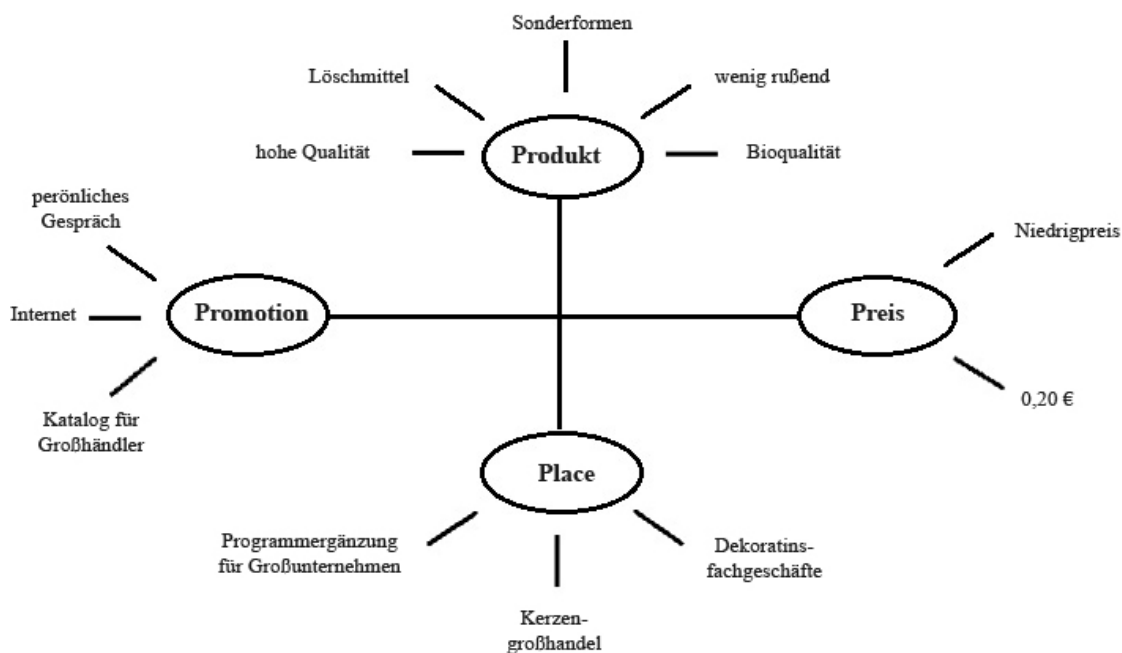 Sonderformen
Löschmittel
wenig rußend
hohe Qualität
Produkt
Bioqualität
perönliches
Gespräch
Niedrigpreis
Internet
Promotion
Preis
Katalog für
Großhändler
0,20 €
Place
Programmergänzung
für Großunternehmen
Dekoratins-
fachgeschäfte
Kerzen-
großhandel